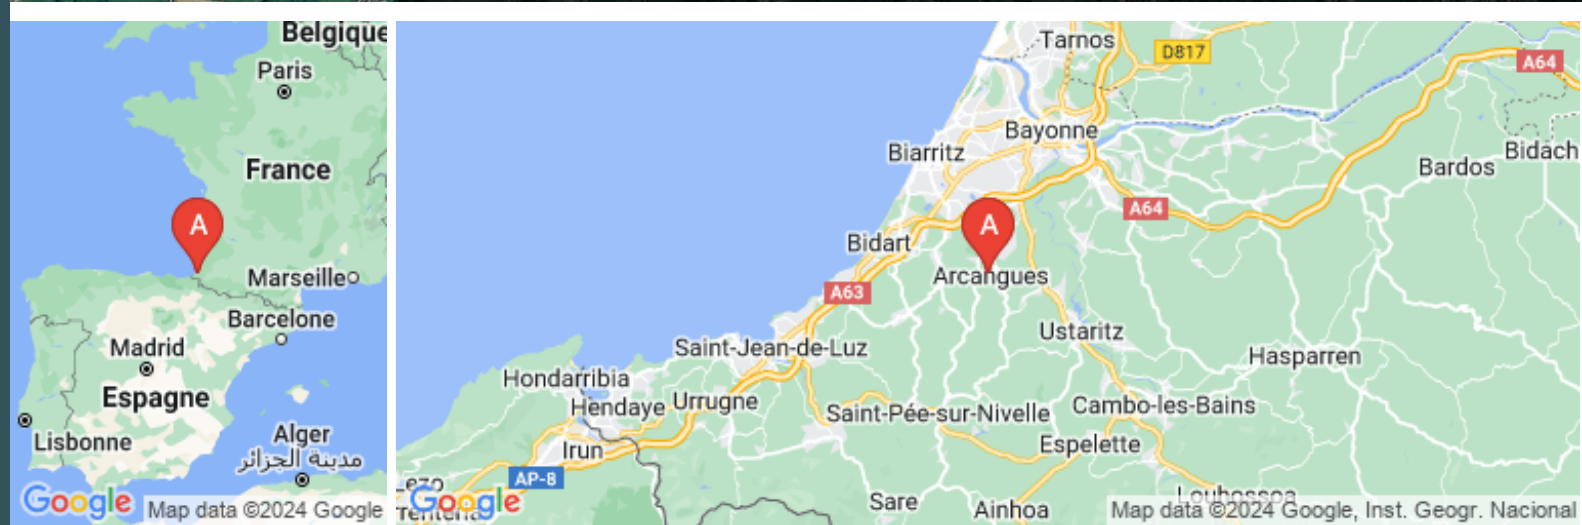 Belgique
Paris
France
A
Marseille
Barcelone
Madrid
Espagne
Lisbonne
Alger
مدينة الجزائر
Google
Map data ©2024 Google
Tarnos
D817
A64
Bayonne
Biarritz
Bidach
Bardos
A64
A
Bidart
Arcangues
A63
Ustaritz
Saint-Jean-de-Luz
Hasparren
Hondarribia
Hendaye
Urrugne
Saint-Pée-sur-Nivelle
Cambo-les-Bains
Espelette
Irun
AP-8
Lezo
Google
Sare
Ainhoa
Louhossoa
Map data ©2024 Google, Inst. Geogr. Nacional